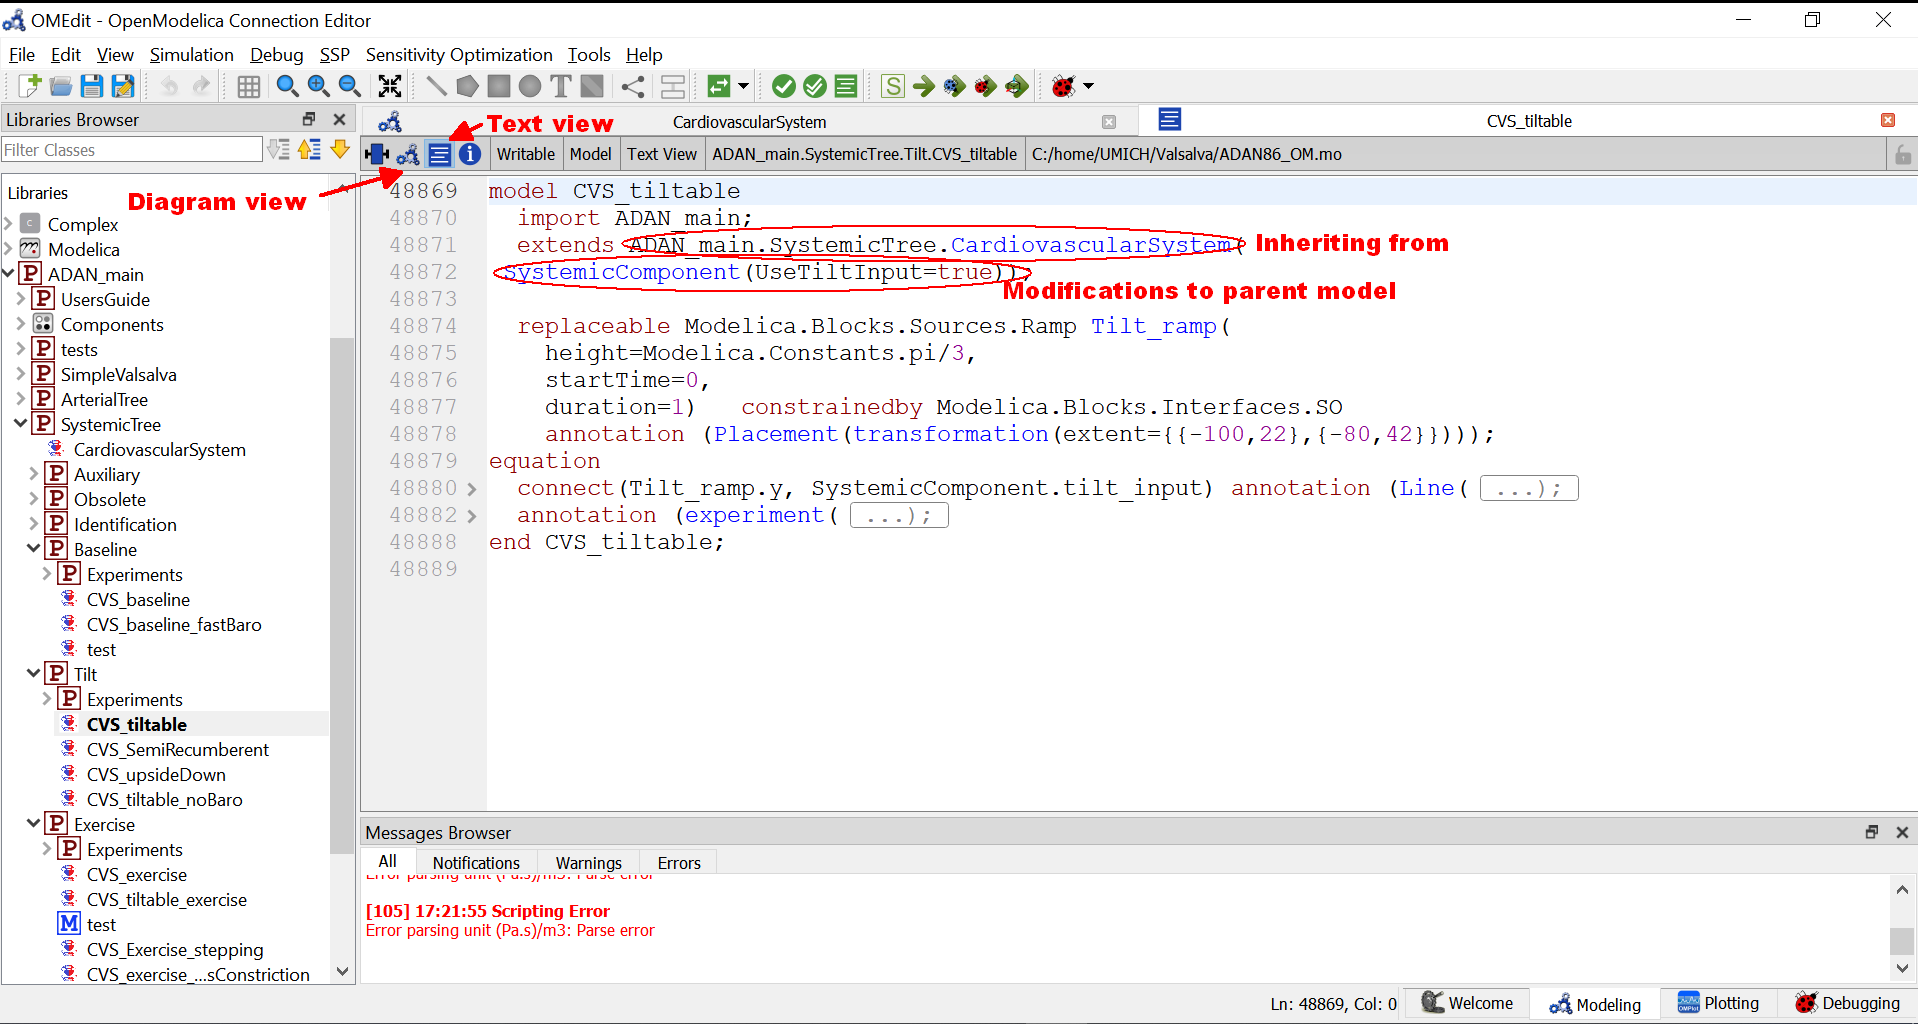 OMEdit - OpenModelica Connection Editor
File Edit View Simulation Debug SSP Sensitivity Optimization Tools Help
Libraries Browser
CardiovascularSystem
CVS_tiltable
Text view
Filter Classes
Writable Model Text View ADAN_main.SystemicTree.Tilt.CVS_tiltable C:/home/UMICH/Valsalva/ADAN86_OM.mo
Diagram view
Libraries
Complex
Modelica
ADAN_main
UsersGuide
Components
tests
SimpleValsalva
ArterialTree
SystemicTree
CardiovascularSystem
Auxiliary
Obsolete
Identification
Baseline
Experiments
CVS_baseline
CVS_baseline_fastBaro
test
Tilt
Experiments
CVS_tiltable
CVS_SemiRecumberent
CVS_upsideDown
CVS_tiltable_noBaro
Exercise
Experiments
CVS_exercise
CVS_tiltable_exercise
test
CVS_Exercise_stepping
CVS_exercise_...sConstriction
48869 model CVS_tiltable
48870 import ADAN_main;
48871 extends ADAN_main.SystemicTree.CardiovascularSystem( Inheriting from
48872 SystemicComponent(UseTiltInput=true));
48873
Modifications to parent model
48874 replaceable Modelica.Blocks.Sources.Ramp Tilt_ramp(
48875 height=Modelica.Constants.pi/3,
48876 startTime=0,
48877 duration=1) constrainedby Modelica.Blocks.Interfaces.SO
48878 annotation (Placement(transformation(extent={{-100,22},{-80,42}})));
48879 equation
48880 connect(Tilt_ramp.y, SystemicComponent.tilt_input) annotation (Line( ...);
48882 annotation (experiment( ...);
48888 end CVS_tiltable;
48889
Messages Browser
All Notifications Warnings Errors
Error parsing unit (Pa.s)/m3: Parse error
[105] 17:21:55 Scripting Error
Error parsing unit (Pa.s)/m3: Parse error
Ln: 48869, Col: 0 Welcome Modeling Plotting Debugging